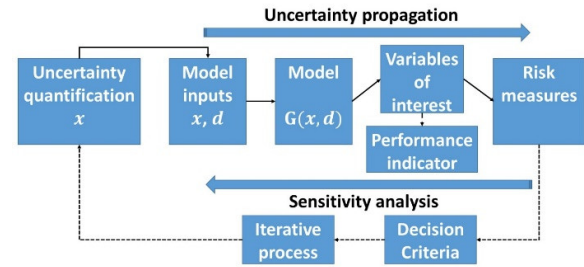 Uncertainty propagation
Uncertainty
quantification
x
Model
inputs
x, d
Model
G(x, d)
Variables
of
interest
Risk
measures
Performance
indicator
Sensitivity analysis
Iterative
process
Decision
Criteria